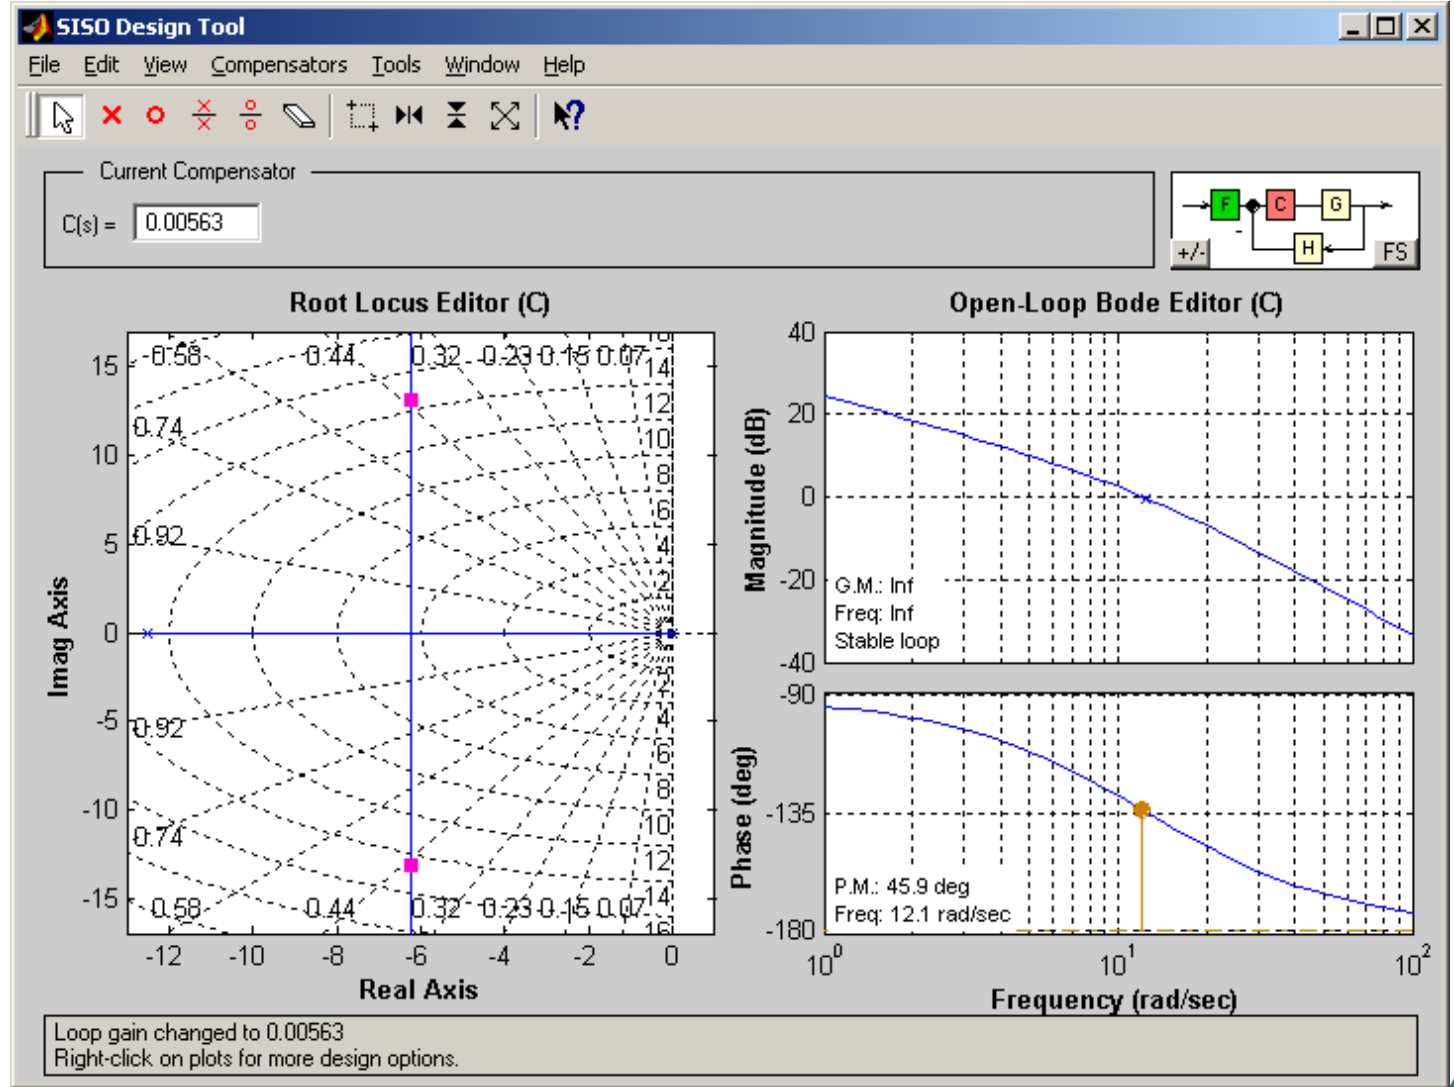 SISO Design Tool
File Edit View Compensators Tools Window Help
Current Compensator
C(s) = 0.00563
F C G
-
H
+/- FS
Root Locus Editor (C)
0.58 0.44 0.32 0.23 0.15 0.07
0.74
0.92
0.92
0.74
0.58 0.44 0.32 0.23 0.15 0.07
16
14
12
10
8
6
4
2
2
4
6
8
10
12
14
16
15
10
5
0
-5
-10
-15
Imag Axis
-12 -10 -8 -6 -4 -2 0
Real Axis
Open-Loop Bode Editor (C)
40
20
0
-20
-40
Magnitude (dB)
G.M.: Inf
Freq: Inf
Stable loop
-90
-135
-180
Phase (deg)
P.M.: 45.9 deg
Freq: 12.1 rad/sec
10^0 10^1 10^2
Frequency (rad/sec)
Loop gain changed to 0.00563
Right-click on plots for more design options.